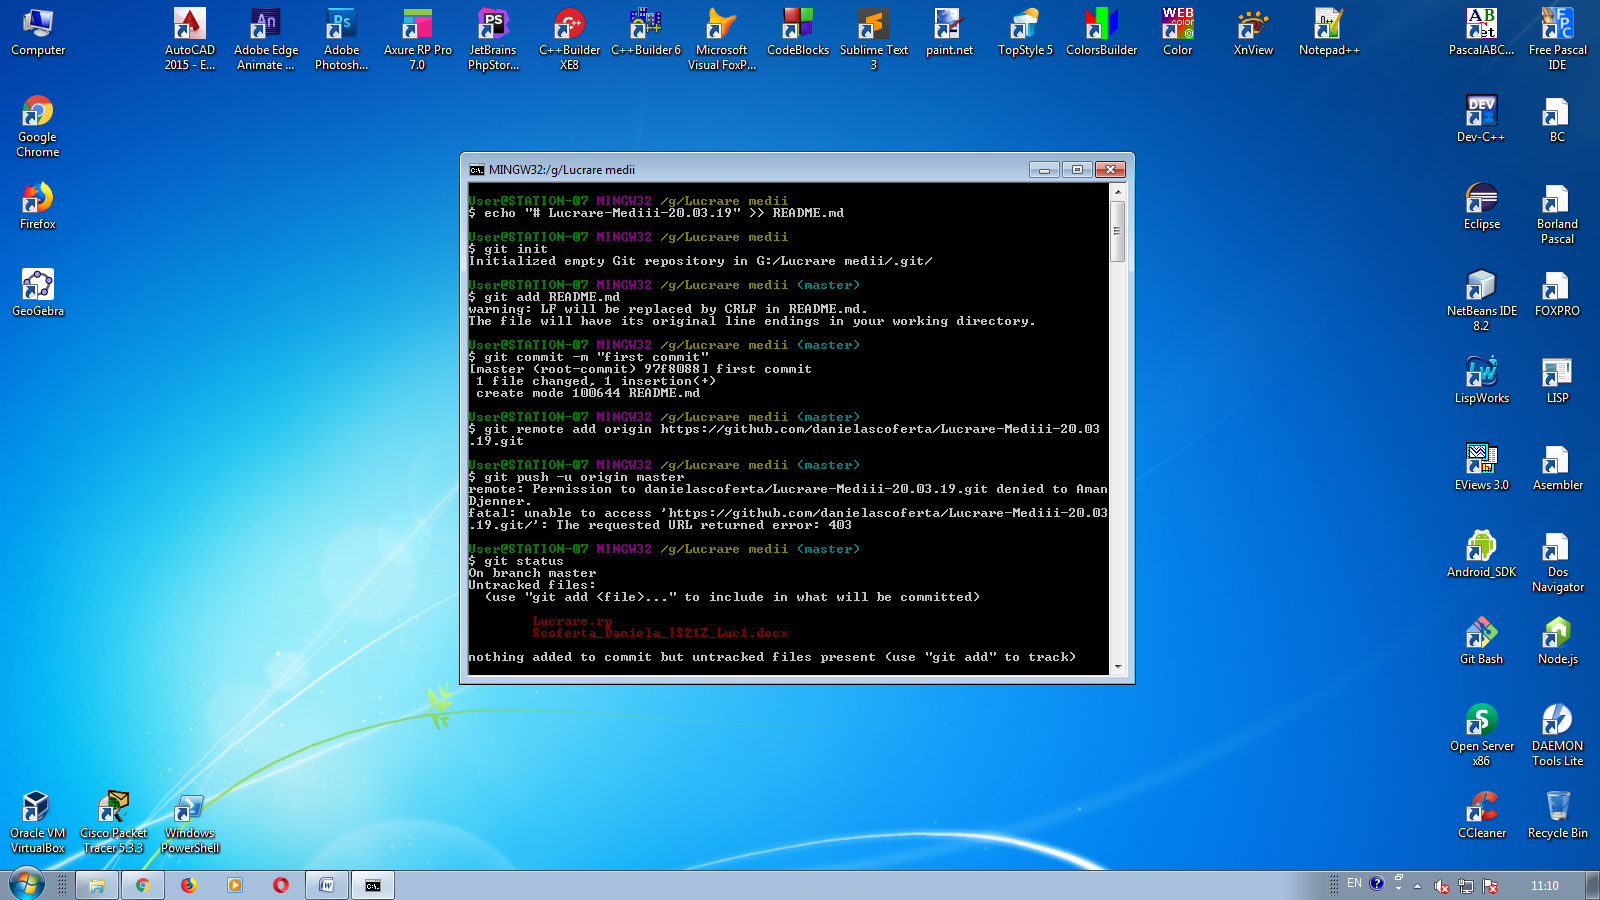 Computer
AutoCAD
2015 - E...
Adobe Edge
Animate ...
Adobe
Photosh...
Axure RP Pro
7.0
JetBrains
PhpStor...
C++Builder
XE8
C++Builder 6
Microsoft
Visual FoxP...
CodeBlocks
Sublime Text
3
paint.net
TopStyle 5
ColorsBuilder
Color
XnView
Notepad++
PascalABC...
Free Pascal
IDE
Google
Chrome
Dev-C++
BC
Firefox
Eclipse
Borland
Pascal
GeoGebra
NetBeans IDE
8.2
FOXPRO
LispWorks
LISP
EViews 3.0
Asembler
Android_SDK
Dos
Navigator
Git Bash
Node.js
Open Server
x86
DAEMON
Tools Lite
Oracle VM
VirtualBox
Cisco Packet
Tracer 5.3.3
Windows
PowerShell
CCleaner
Recycle Bin
MINGW32:/g/Lucrare medii
User@STATION-07 MINGW32 /g/Lucrare medii
$ echo "# Lucrare-Mediii-20.03.19" >> README.md
User@STATION-07 MINGW32 /g/Lucrare medii
$ git init
Initialized empty Git repository in G:/Lucrare medii/.git/
User@STATION-07 MINGW32 /g/Lucrare medii (master)
$ git add README.md
warning: LF will be replaced by CRLF in README.md.
The file will have its original line endings in your working directory.
User@STATION-07 MINGW32 /g/Lucrare medii (master)
$ git commit -m "first commit"
[master (root-commit) 97f8088] first commit
1 file changed, 1 insertion(+)
create mode 100644 README.md
User@STATION-07 MINGW32 /g/Lucrare medii (master)
$ git remote add origin https://github.com/danielascoferta/Lucrare-Mediii-20.03
.19.git
User@STATION-07 MINGW32 /g/Lucrare medii (master)
$ git push -u origin master
remote: Permission to danielascoferta/Lucrare-Mediii-20.03.19.git denied to Aman
Djenner.
fatal: unable to access 'https://github.com/danielascoferta/Lucrare-Mediii-20.03
.19.git/': The requested URL returned error: 403
User@STATION-07 MINGW32 /g/Lucrare medii (master)
$ git status
On branch master
Untracked files:
(use "git add <file>..." to include in what will be committed)
Lucrare.rp
Scoferta_Daniela_IS21Z_Luc1.docx
nothing added to commit but untracked files present (use "git add" to track)
EN
11:10